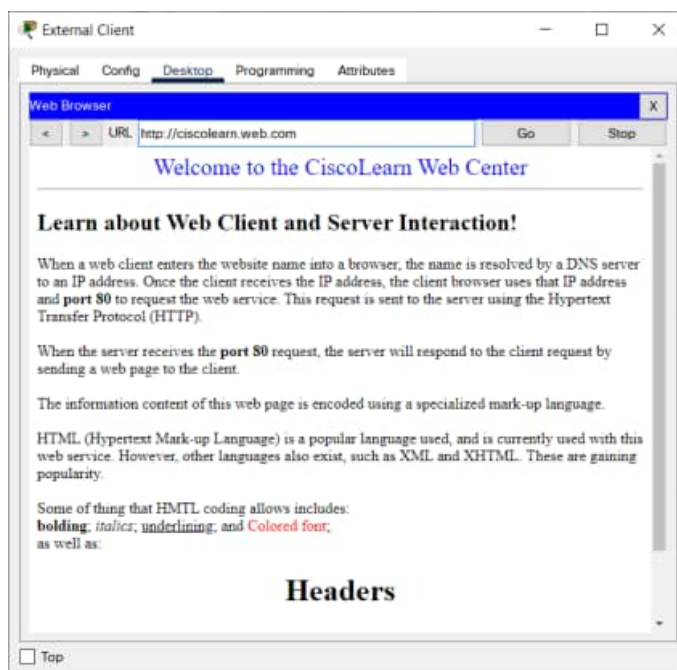 External Client
Physical Config Desktop Programming Attributes
Web Browser X
< > URL http://ciscolearn.web.com Go Stop
Welcome to the CiscoLearn Web Center
Learn about Web Client and Server Interaction!
When a web client enters the website name into a browser, the name is resolved by a DNS server
to an IP address. Once the client receives the IP address, the client browser uses that IP address
and port 80 to request the web service. This request is sent to the server using the Hypertext
Transfer Protocol (HTTP).
When the server receives the port 80 request, the server will respond to the client request by
sending a web page to the client.
The information content of this web page is encoded using a specialized mark-up language.
HTML (Hypertext Mark-up Language) is a popular language used, and is currently used with this
web service. However, other languages also exist, such as XML and XHTML. These are gaining
popularity.
Some of thing that HMTL coding allows includes:
bolding; italics; underlining; and Colored font;
as well as:
Headers
Top